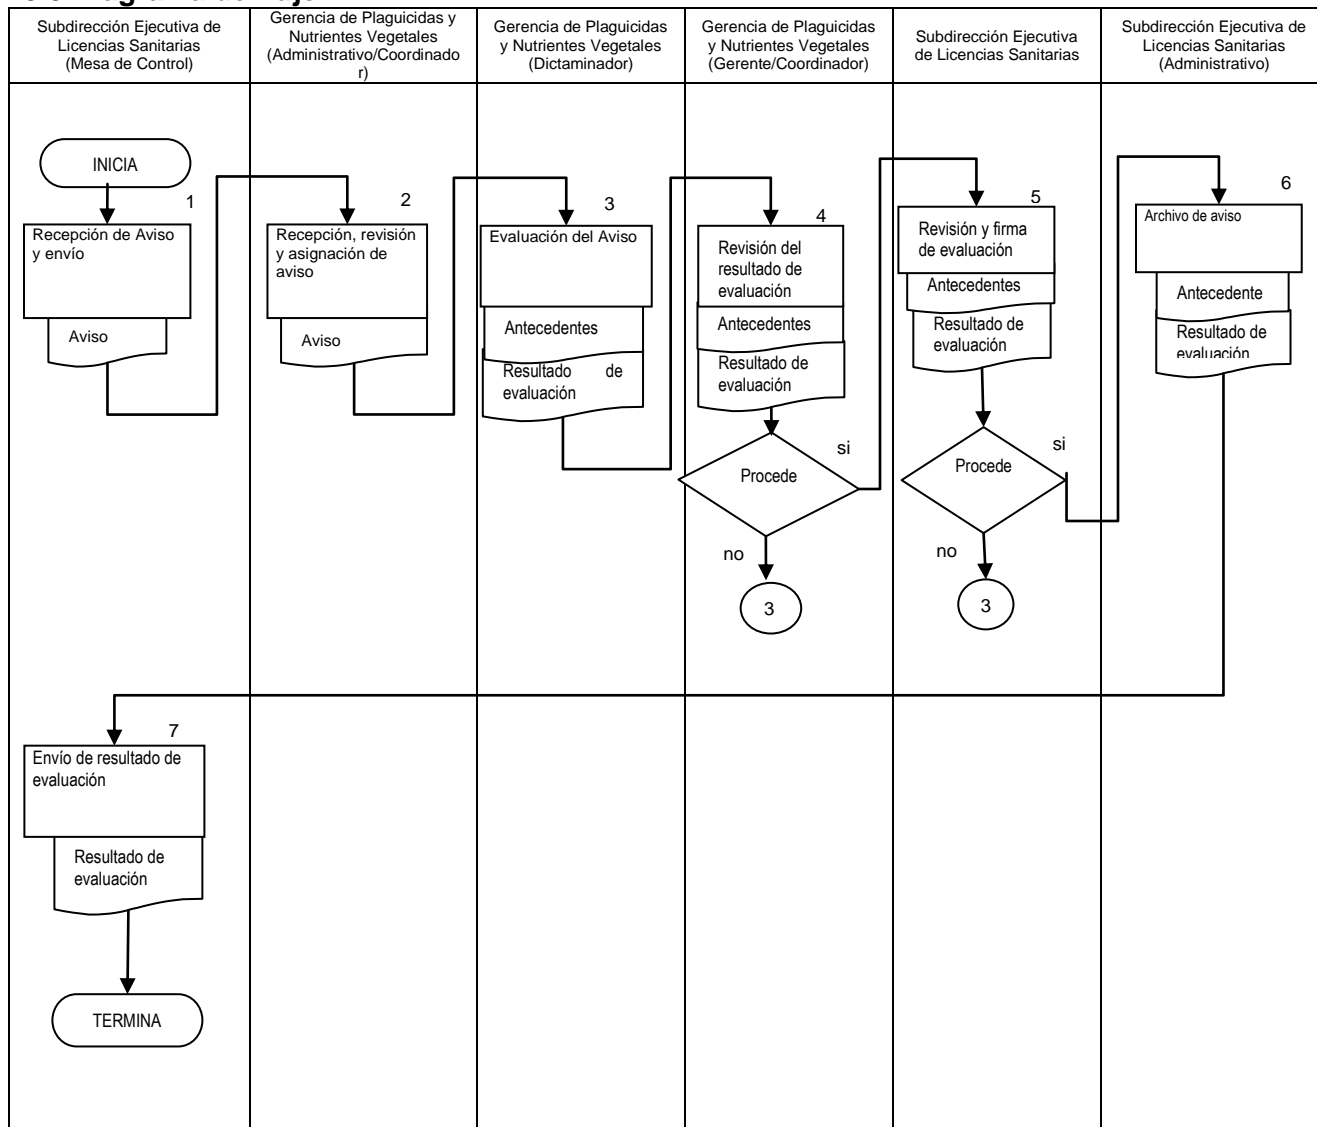 Subdirección Ejecutiva de
Licencias Sanitarias
(Mesa de Control)
Gerencia de Plaguicidas y
Nutrientes Vegetales
(Administrativo/Coordinado
r)
Gerencia de Plaguicidas
y Nutrientes Vegetales
(Dictaminador)
Gerencia de Plaguicidas
y Nutrientes Vegetales
(Gerente/Coordinador)
Subdirección Ejecutiva
de Licencias Sanitarias
Subdirección Ejecutiva de
Licencias Sanitarias
(Administrativo)
INICIA
1
Recepción de Aviso
y envío
Aviso
2
Recepción, revisión
y asignación de
aviso
Aviso
3
Evaluación del Aviso
Antecedentes
Resultado de
evaluación
4
Revisión del
resultado de
evaluación
Antecedentes
Resultado de
evaluación
Procede
si
no
3
5
Revisión y firma
de evaluación
Antecedentes
Resultado de
evaluación
Procede
si
no
3
6
Archivo de aviso
Antecedente
Resultado de
evaluación
7
Envío de resultado de
evaluación
Resultado de
evaluación
TERMINA